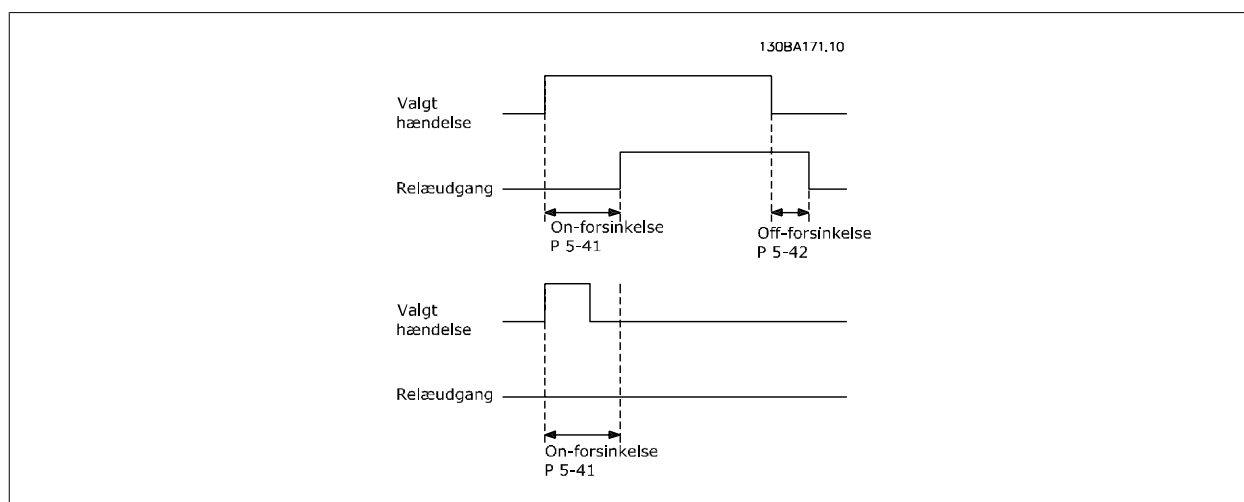 130BA171.10
Valgt
hændelse
Relæudgang
On-forsinkelse
P 5-41
Off-forsinkelse
P 5-42
Valgt
hændelse
Relæudgang
On-forsinkelse
P 5-41